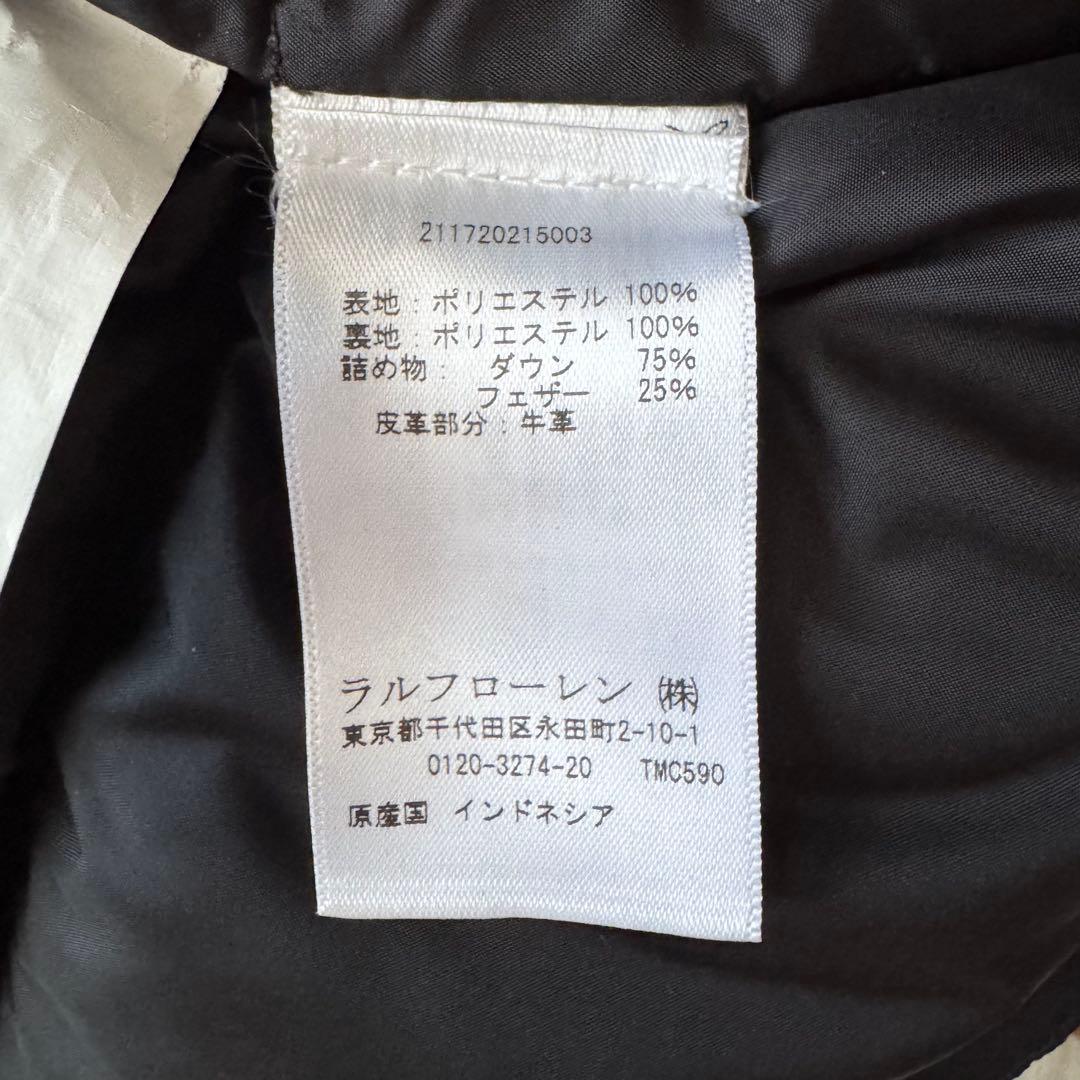 211720215003
表地：ポリエステル 100%
裏地：ポリエステル 100%
詰め物： ダウン 75%
フェザー 25%
皮革部分：牛革
ラルフローレン ㈱
東京都千代田区永田町2-10-1
0120-3274-20 TMC590
原産国 インドネシア